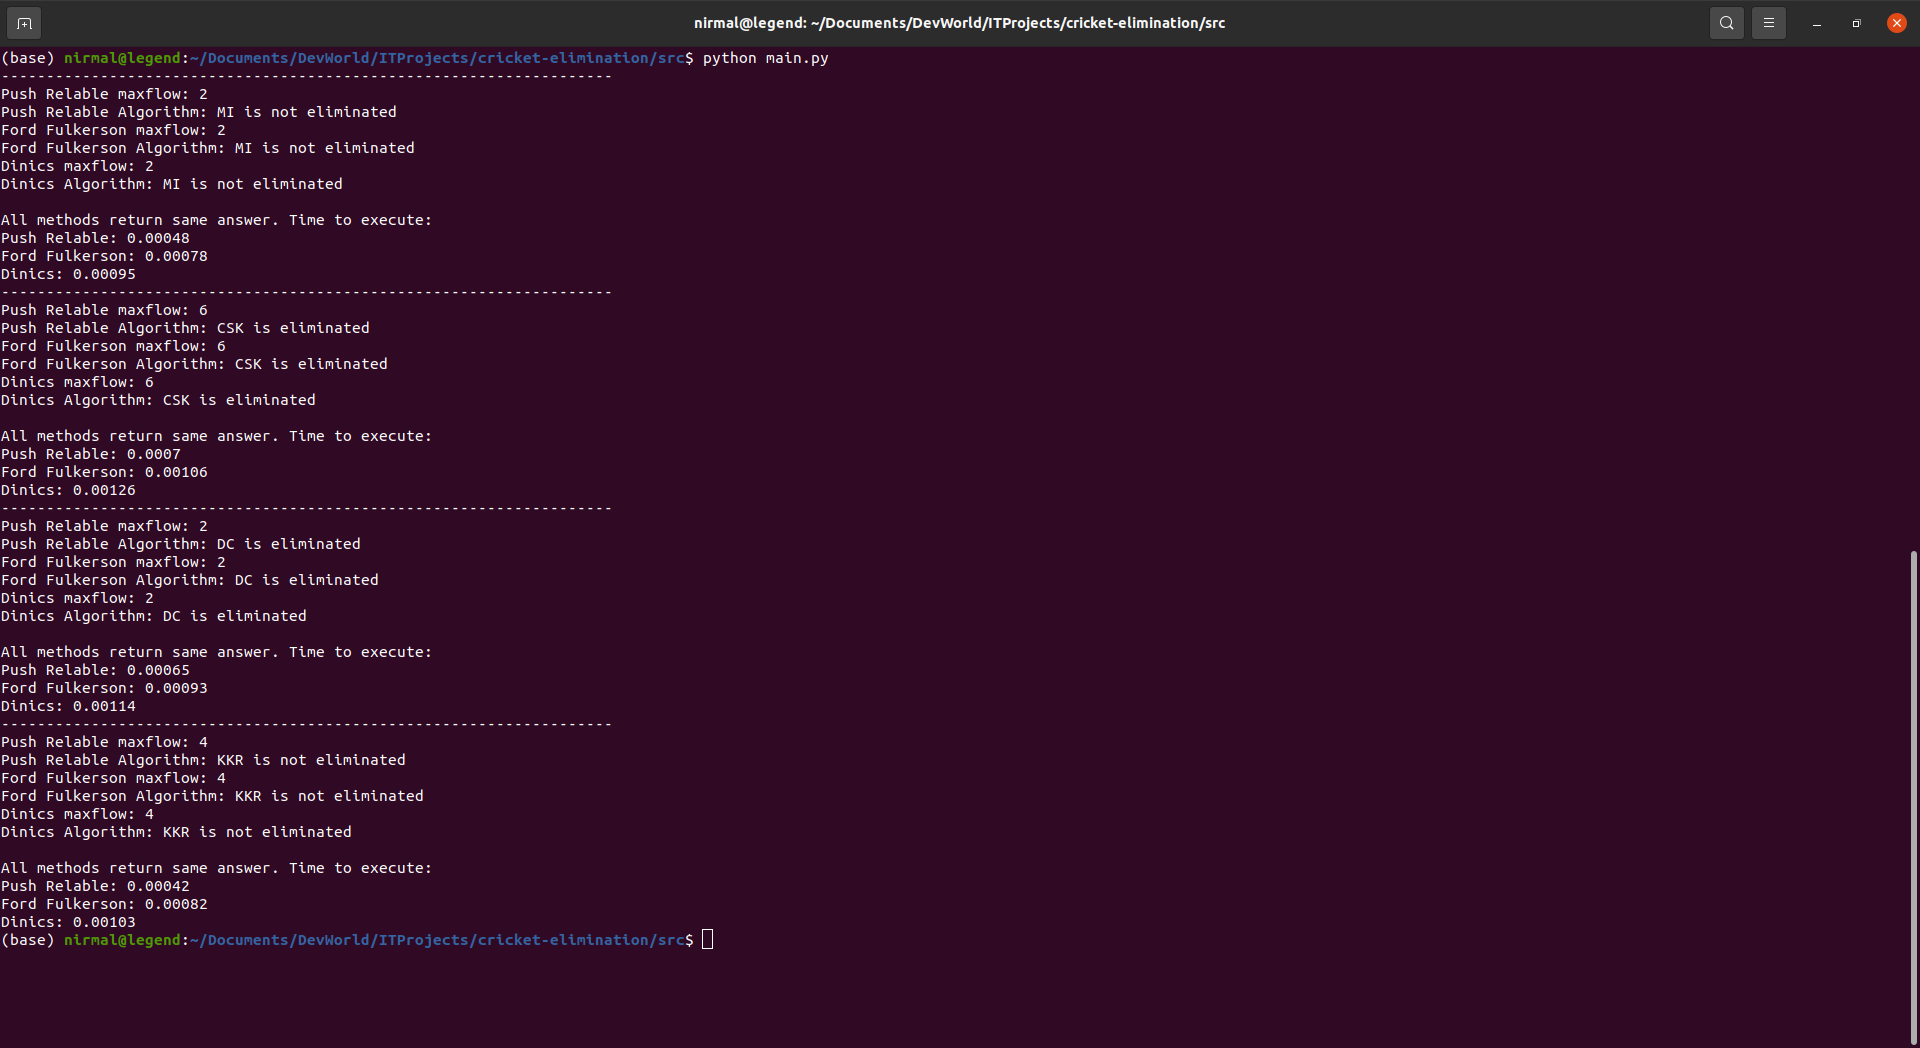 nirmal@legend: ~/Documents/DevWorld/ITProjects/cricket-elimination/src
(base) nirmal@legend:~/Documents/DevWorld/ITProjects/cricket-elimination/src$ python main.py
--------------------------------------------------------------------
Push Relable maxflow: 2
Push Relable Algorithm: MI is not eliminated
Ford Fulkerson maxflow: 2
Ford Fulkerson Algorithm: MI is not eliminated
Dinics maxflow: 2
Dinics Algorithm: MI is not eliminated

All methods return same answer. Time to execute:
Push Relable: 0.00048
Ford Fulkerson: 0.00078
Dinics: 0.00095
--------------------------------------------------------------------
Push Relable maxflow: 6
Push Relable Algorithm: CSK is eliminated
Ford Fulkerson maxflow: 6
Ford Fulkerson Algorithm: CSK is eliminated
Dinics maxflow: 6
Dinics Algorithm: CSK is eliminated

All methods return same answer. Time to execute:
Push Relable: 0.0007
Ford Fulkerson: 0.00106
Dinics: 0.00126
--------------------------------------------------------------------
Push Relable maxflow: 2
Push Relable Algorithm: DC is eliminated
Ford Fulkerson maxflow: 2
Ford Fulkerson Algorithm: DC is eliminated
Dinics maxflow: 2
Dinics Algorithm: DC is eliminated

All methods return same answer. Time to execute:
Push Relable: 0.00065
Ford Fulkerson: 0.00093
Dinics: 0.00114
--------------------------------------------------------------------
Push Relable maxflow: 4
Push Relable Algorithm: KKR is not eliminated
Ford Fulkerson maxflow: 4
Ford Fulkerson Algorithm: KKR is not eliminated
Dinics maxflow: 4
Dinics Algorithm: KKR is not eliminated

All methods return same answer. Time to execute:
Push Relable: 0.00042
Ford Fulkerson: 0.00082
Dinics: 0.00103
(base) nirmal@legend:~/Documents/DevWorld/ITProjects/cricket-elimination/src$